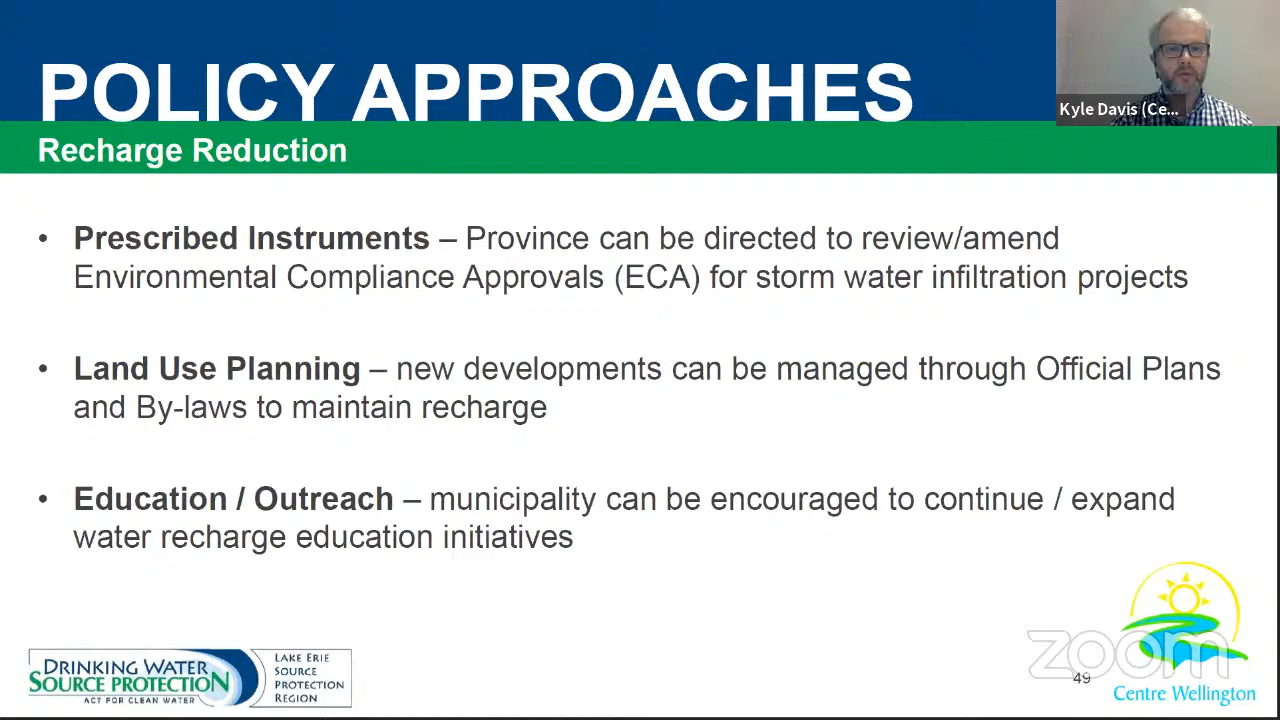 POLICY APPROACHES
Kyle Davis (Ce...
Recharge Reduction
• Prescribed Instruments – Province can be directed to review/amend
Environmental Compliance Approvals (ECA) for storm water infiltration projects
• Land Use Planning – new developments can be managed through Official Plans
and By-laws to maintain recharge
• Education / Outreach – municipality can be encouraged to continue / expand
water recharge education initiatives
DRINKING WATER
SOURCE PROTECTION
ACT FOR CLEAN WATER
LAKE ERIE
SOURCE
PROTECTION
REGION
zoom
49
Centre Wellington